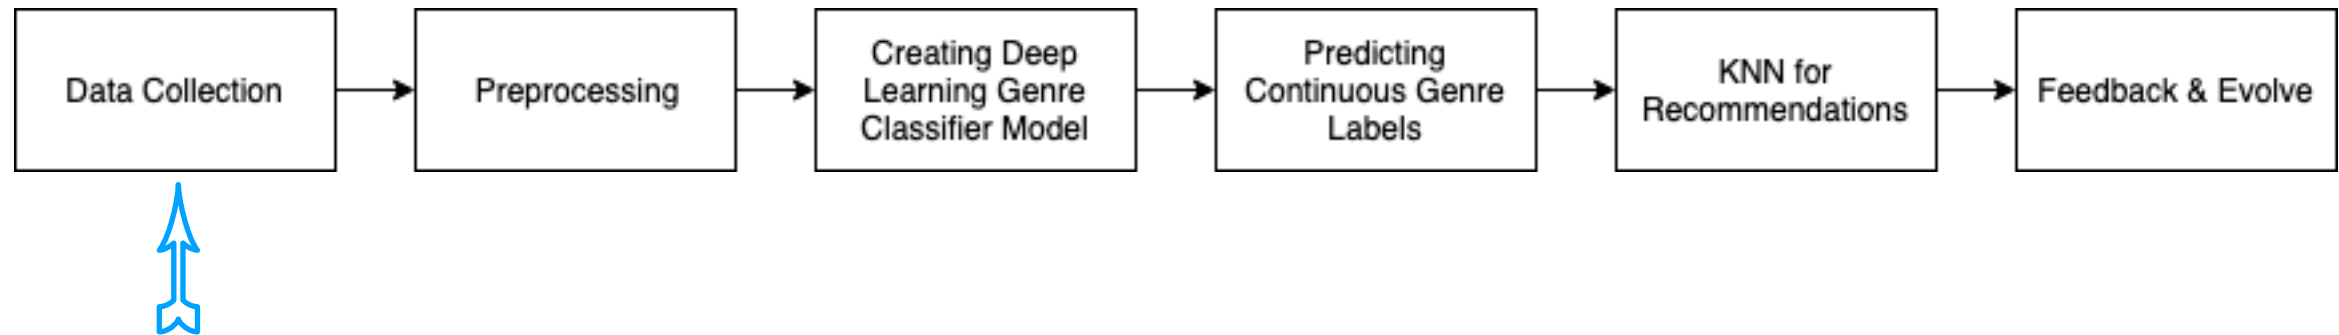 Data Collection
Preprocessing
Creating Deep
Learning Genre
Classifier Model
Predicting
Continuous Genre
Labels
KNN for
Recommendations
Feedback & Evolve